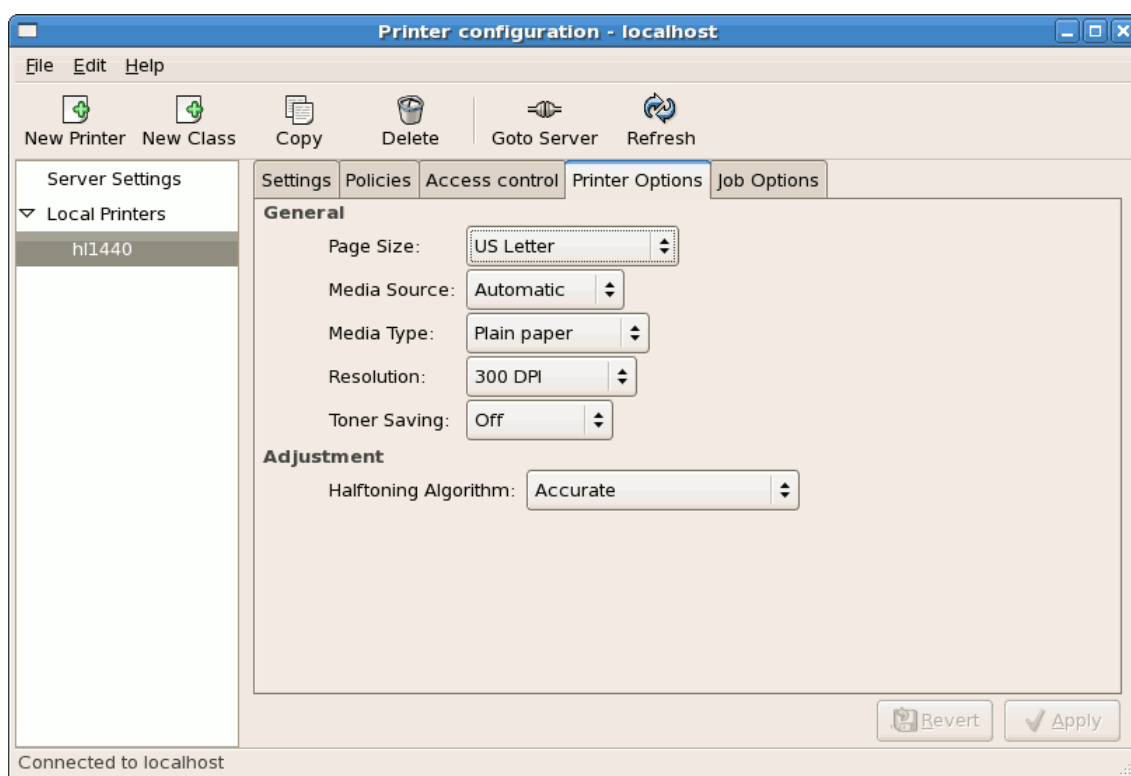 Printer configuration - localhost
File Edit Help
New Printer New Class Copy Delete Goto Server Refresh
Server Settings
Local Printers
hl1440
Settings Policies Access control Printer Options Job Options
General
Page Size: US Letter
Media Source: Automatic
Media Type: Plain paper
Resolution: 300 DPI
Toner Saving: Off
Adjustment
Halftoning Algorithm: Accurate
Revert Apply
Connected to localhost